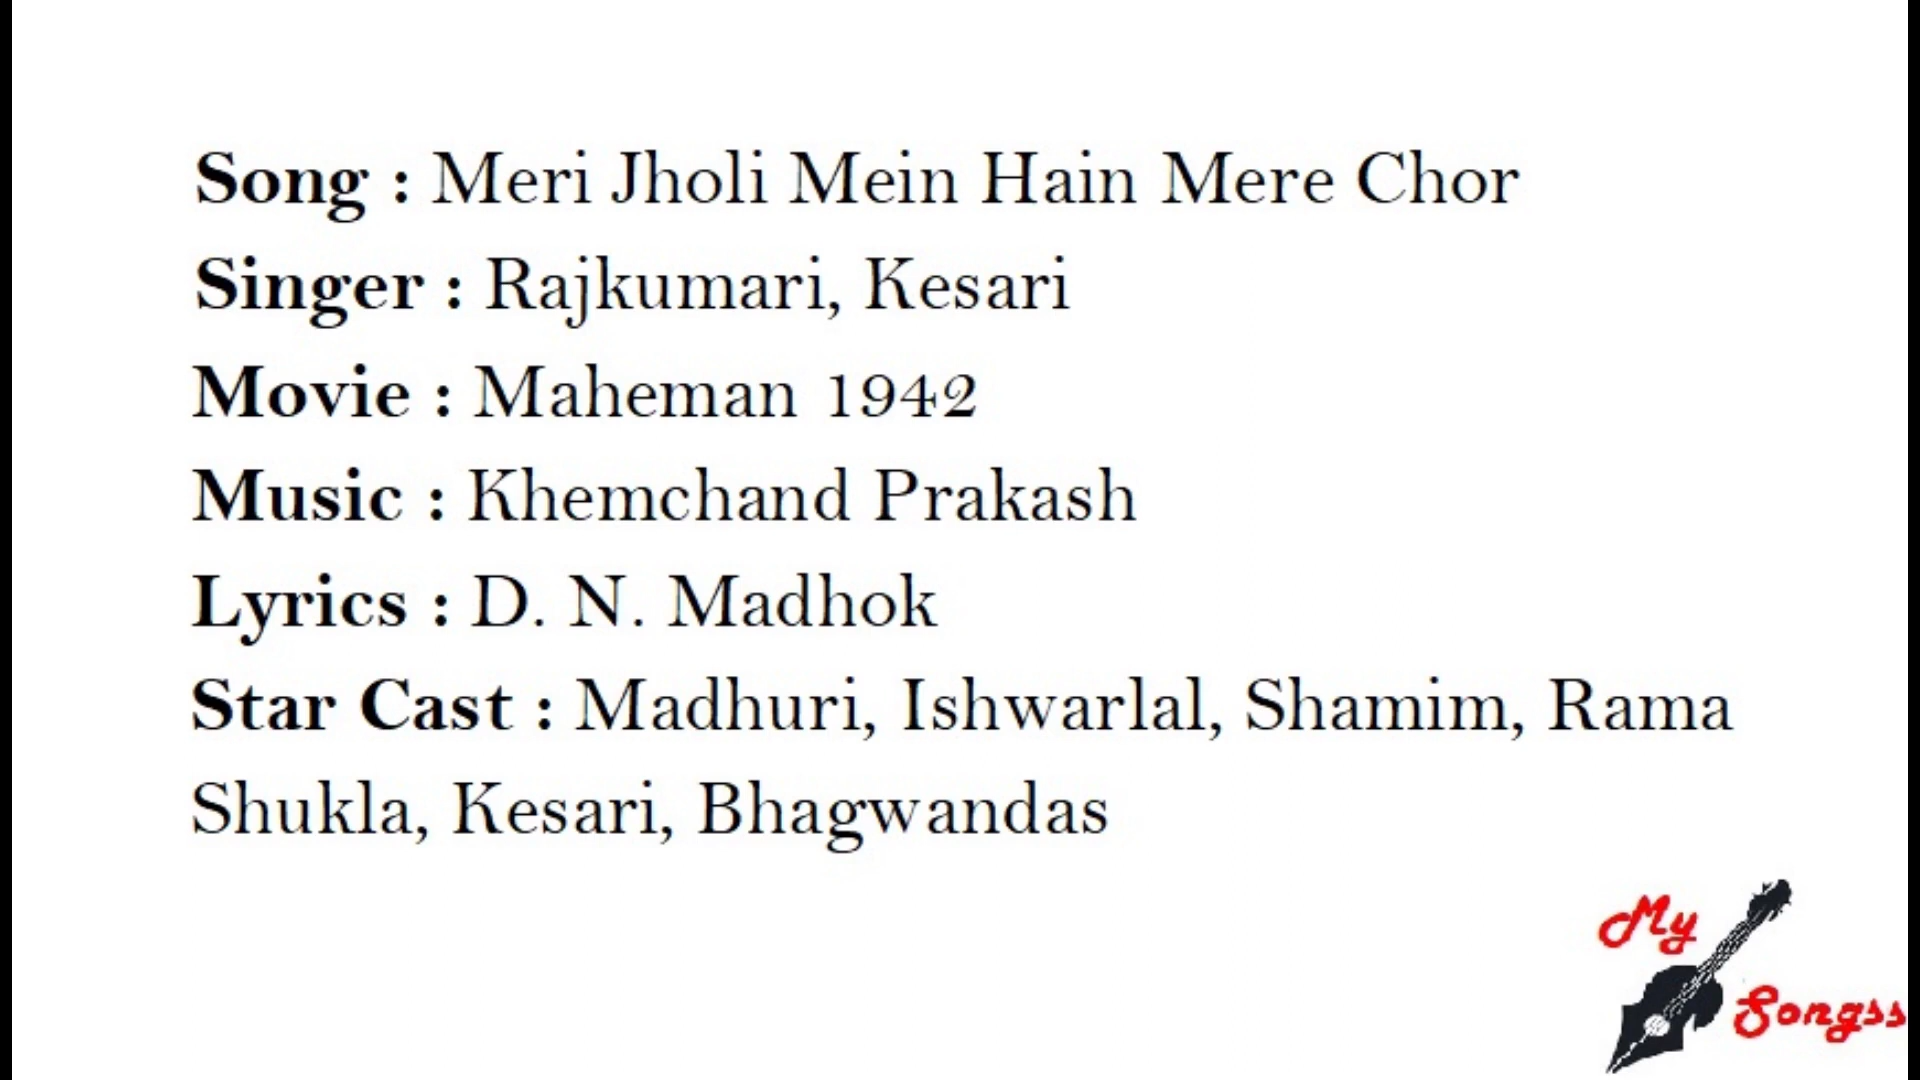 Song : Meri Jholi Mein Hain Mere Chor
Singer : Rajkumari, Kesari
Movie : Maheman 1942
Music : Khemchand Prakash
Lyrics : D. N. Madhok
Star Cast : Madhuri, Ishwarlal, Shamim, Rama
Shukla, Kesari, Bhagwandas
My
Songss